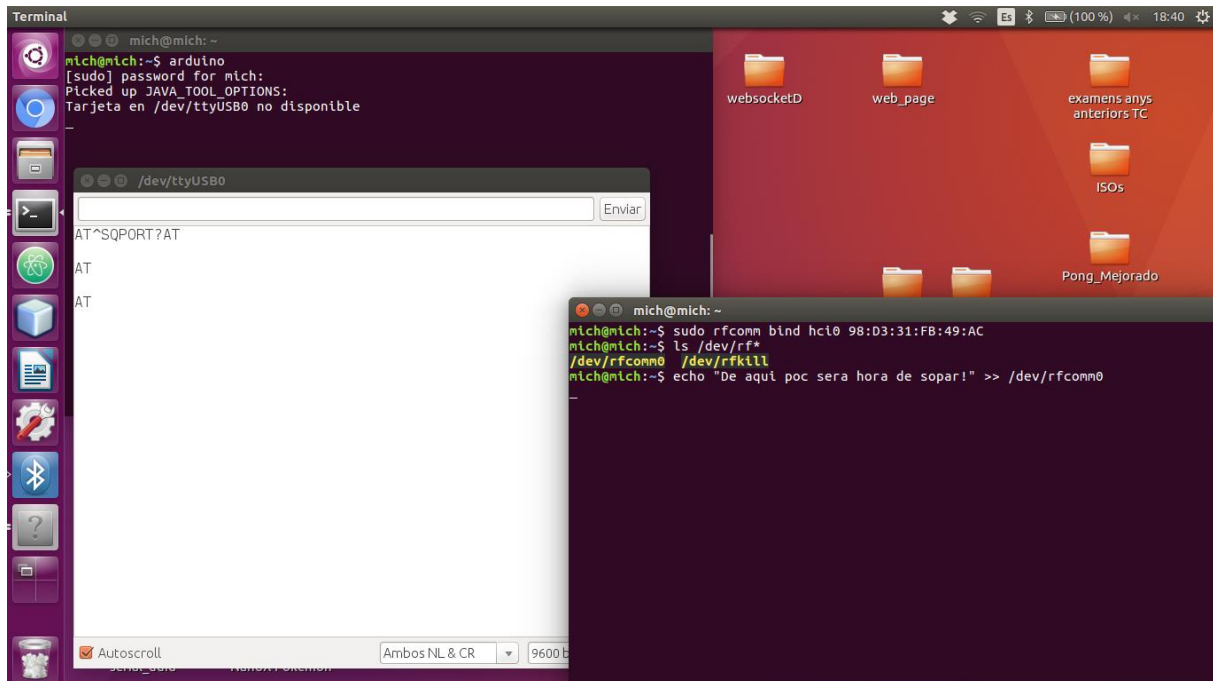 Terminal
Es
(100 %)
18:40
mich@mich: ~
mich@mich:~$ arduino
[sudo] password for mich:
Picked up JAVA_TOOL_OPTIONS:
Tarjeta en /dev/ttyUSB0 no disponible
websocketD
web_page
examens anys
anteriors TC
ISOs
Pong_Mejorado
/dev/ttyUSB0
Enviar
AT^SQPORT?AT
AT
AT
mich@mich: ~
mich@mich:~$ sudo rfcomm bind hci0 98:D3:31:FB:49:AC
mich@mich:~$ ls /dev/rf*
/dev/rfcomm0 /dev/rfkill
mich@mich:~$ echo "De aqui poc sera hora de sopar!" >> /dev/rfcomm0
Autoscroll
Ambos NL & CR
9600 b